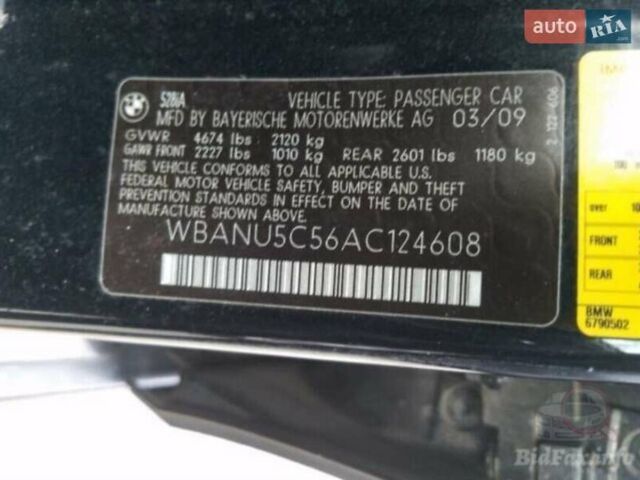 auto RIA.com
528iA VEHICLE TYPE: PASSENGER CAR
MFD BY BAYERISCHE MOTORENWERKE AG 03/09
GVWR 4674 lbs 2120 kg
GAWR FRONT 2227 lbs 1010 kg REAR 2601 lbs 1180 kg
THIS VEHICLE CONFORMS TO ALL APPLICABLE U.S.
FEDERAL MOTOR VEHICLE SAFETY, BUMPER AND THEFT
PREVENTION STANDARDS IN EFFECT ON THE DATE OF
MANUFACTURE SHOWN ABOVE.
WBANU5C56AC124608
FRONT
REAR
BMW
6790502
BidFax.info